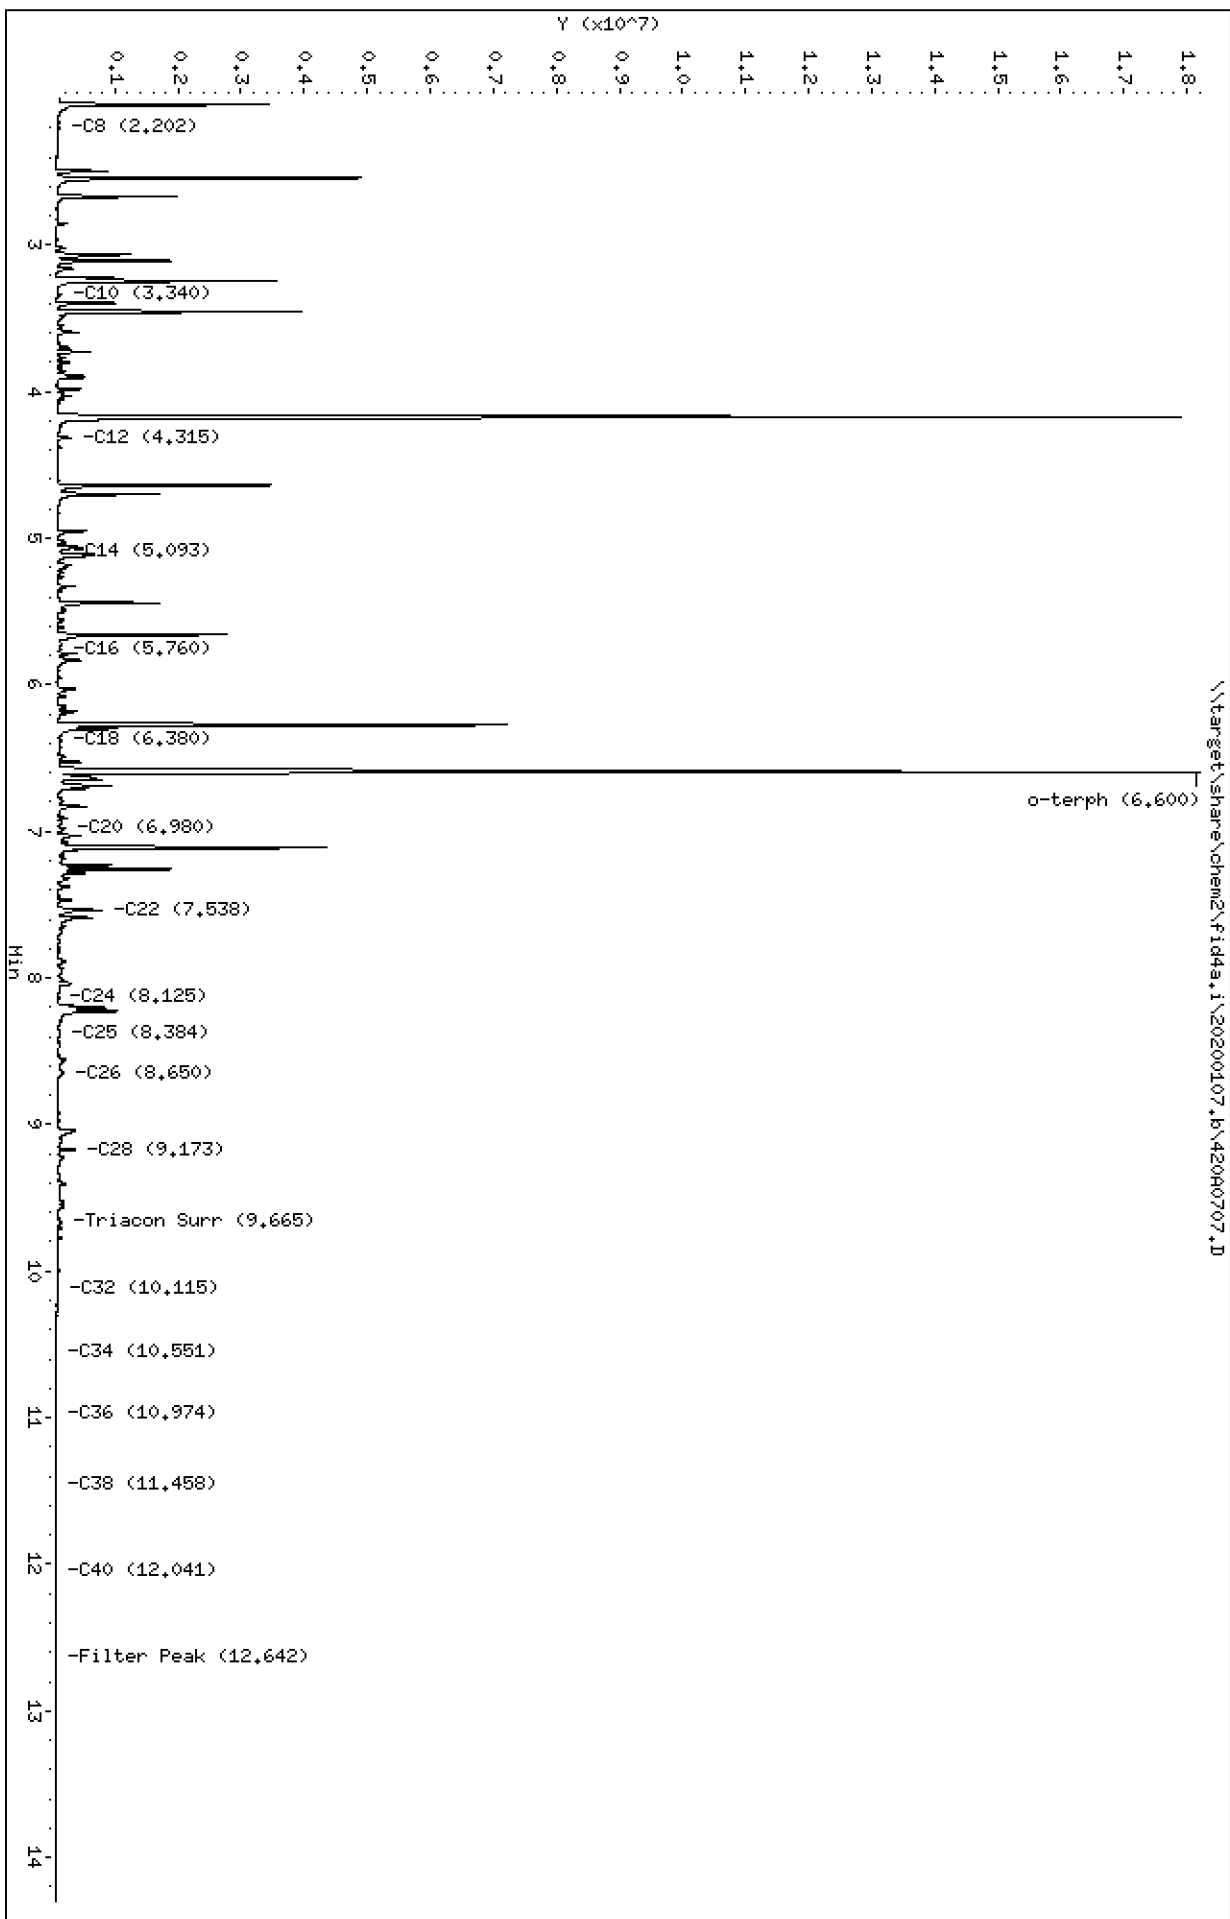 \\target\share\chem2\fid4a.i\20200107.b\420A0707.D
Y (x10^7)
1.8
1.7
1.6
1.5
1.4
1.3
1.2
1.1
1.0
0.9
0.8
0.7
0.6
0.5
0.4
0.3
0.2
0.1
-C8 (2.202)
-C10 (3.340)
-C12 (4.315)
-C14 (5.093)
-C16 (5.760)
-C18 (6.380)
o-terph (6.600)
-C20 (6.980)
-C22 (7.538)
-C24 (8.125)
-C25 (8.384)
-C26 (8.650)
-C28 (9.173)
-Triacon Surr (9.665)
-C32 (10.115)
-C34 (10.551)
-C36 (10.974)
-C38 (11.458)
-C40 (12.041)
-Filter Peak (12.642)
3
4
5
6
7
8
9
10
11
12
13
14
Min